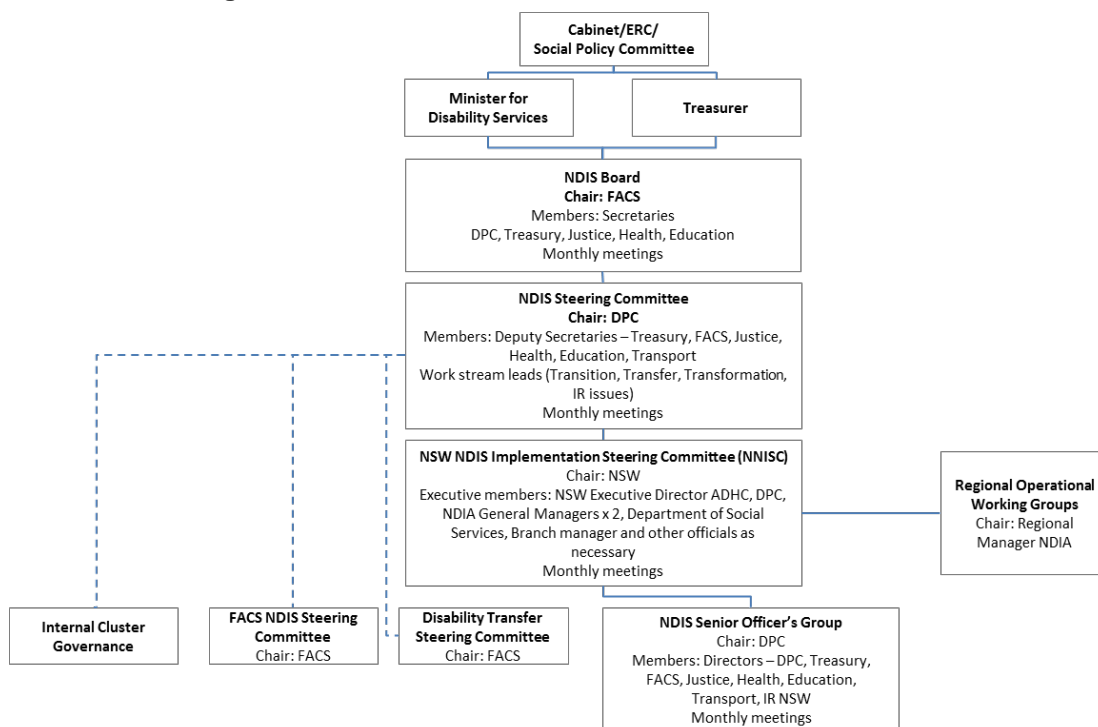 Cabinet/ERC/
Social Policy Committee
Minister for
Disability Services
Treasurer
NDIS Board
Chair: FACS
Members: Secretaries
DPC, Treasury, Justice, Health, Education
Monthly meetings
NDIS Steering Committee
Chair: DPC
Members: Deputy Secretaries – Treasury, FACS, Justice,
Health, Education, Transport
Work stream leads (Transition, Transfer, Transformation,
IR issues)
Monthly meetings
NSW NDIS Implementation Steering Committee (NNISC)
Chair: NSW
Executive members: NSW Executive Director ADHC, DPC,
NDIA General Managers x 2, Department of Social
Services, Branch manager and other officials as
necessary
Monthly meetings
Regional Operational
Working Groups
Chair: Regional
Manager NDIA
Internal Cluster
Governance
FACS NDIS Steering
Committee
Chair: FACS
Disability Transfer
Steering Committee
Chair: FACS
NDIS Senior Officer's Group
Chair: DPC
Members: Directors – DPC, Treasury,
FACS, Justice, Health, Education,
Transport, IR NSW
Monthly meetings